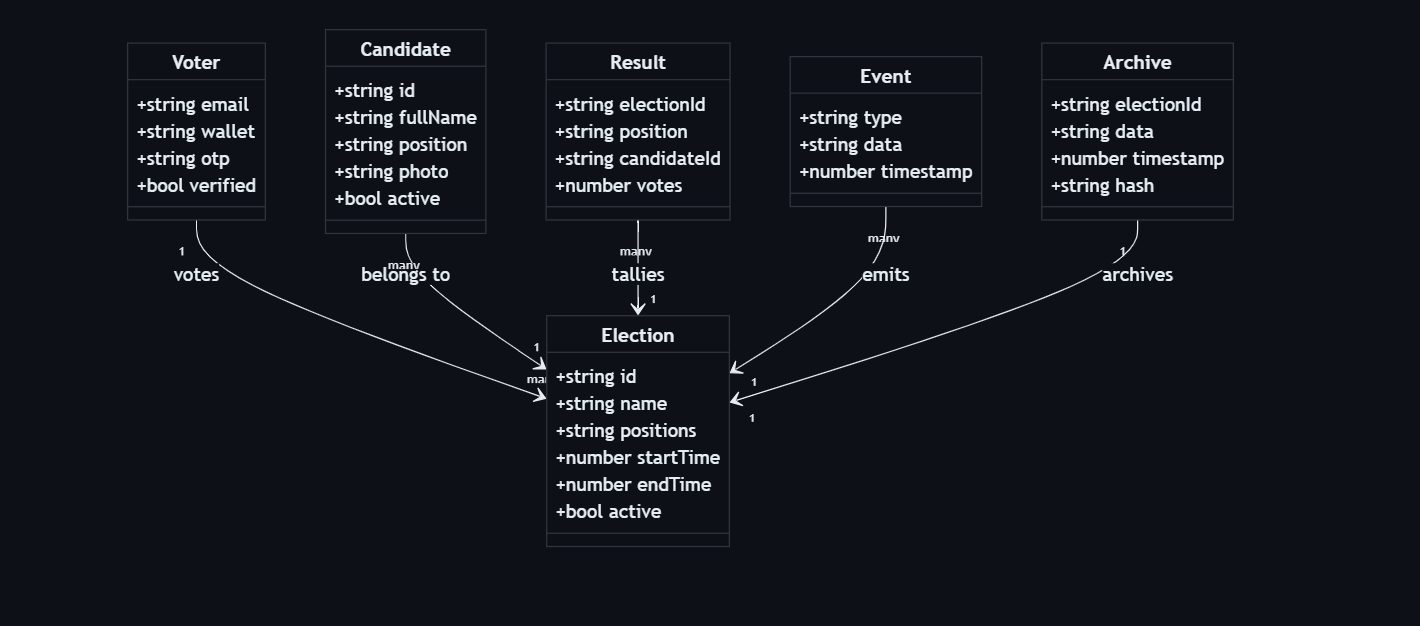 Voter
+string email
+string wallet
+string otp
+bool verified
Candidate
+string id
+string fullName
+string position
+string photo
+bool active
Result
+string electionId
+string position
+string candidateId
+number votes
Event
+string type
+string data
+number timestamp
Archive
+string electionId
+string data
+number timestamp
+string hash
1
votes
many
belongs to
many
tallies
many
emits
1
archives
1
1
1
1
Election
+string id
+string name
+string positions
+number startTime
+number endTime
+bool active